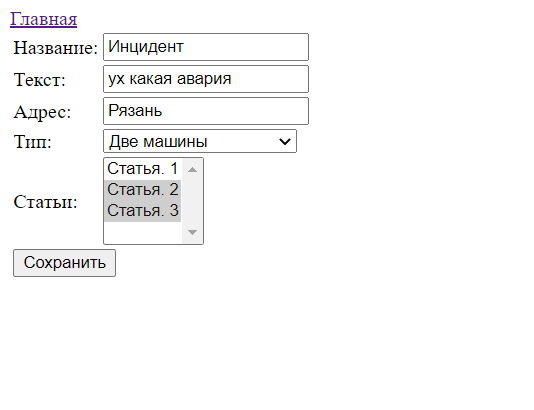 Главная
Название: Инцидент
Текст: ух какая авария
Адрес: Рязань
Тип: Две машины
Статья. 1
Статья. 2
Статьи: Статья. 3
Сохранить